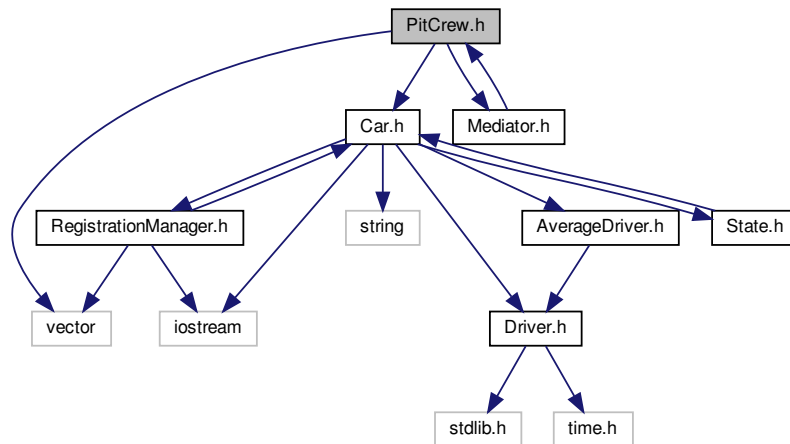 PitCrew.h
Car.h
Mediator.h
RegistrationManager.h
string
AverageDriver.h
State.h
vector
iostream
Driver.h
stdlib.h
time.h